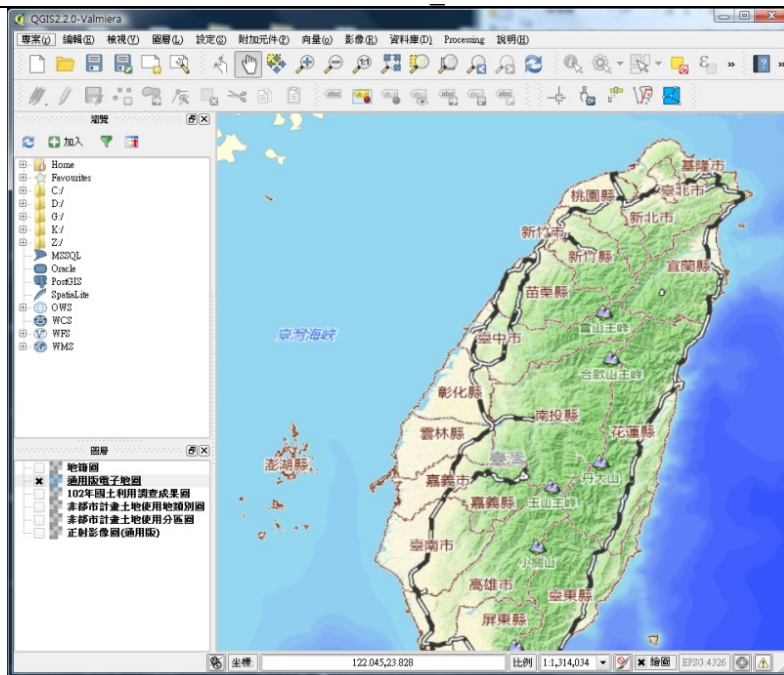 QGIS2.2.0-Valmiera
專案(j) 編輯(E) 檢視(V) 圖層(L) 設定(S) 附加元件(P) 向量(o) 影像(R) 資料庫(D) Processing 說明(H)
瀏覽
加入
Home
Favourites
C:/
D:/
G:/
K:/
Z:/
MSSQL
Oracle
PostGIS
SpatiaLite
OWS
WCS
WFS
WMS
圖層
地籍圖
通用版電子地圖
102年國土利用調查成果圖
非都市計畫土地使用地類別圖
非都市計畫土地使用分區圖
正射影像圖(通用版)
基隆市
臺北市
桃園縣
新北市
新竹市
新竹縣
宜蘭縣
苗栗縣
雪山主峰
臺灣海峽
臺中市
合歡山主峰
彰化縣
南投縣
花蓮縣
雲林縣
臺灣
澎湖縣
嘉義市
丹大山
嘉義縣
玉山主峰
臺南市
小關山
高雄市
臺東縣
屏東縣
坐標: 122.045,23.828 比例 1:1,314,034 繪圖 EPSG:4326